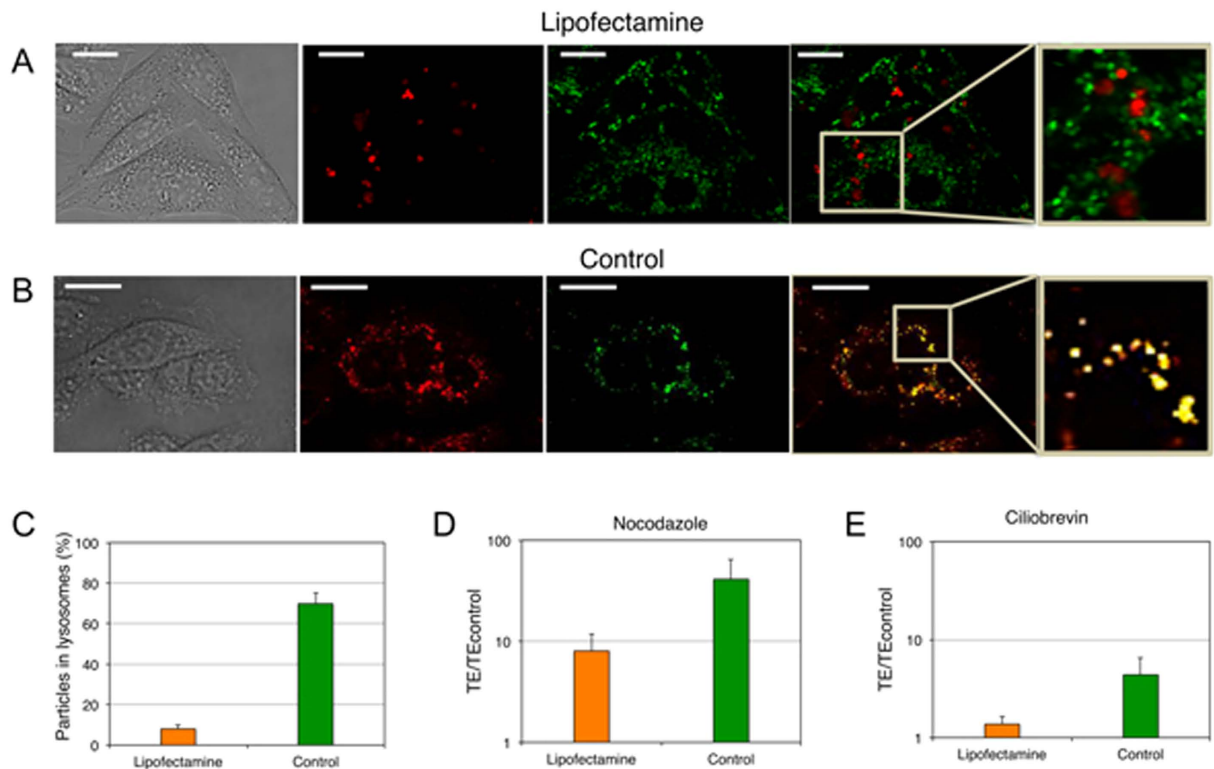 Lipofectamine
A
Control
B
C
Particles in lysosomes (%)
100
80
60
40
20
0
Lipofectamine
Control
D
Nocodazole
TE/TEcontrol
100
10
1
Lipofectamine
Control
E
Ciliobrevin
TE/TEcontrol
100
10
1
Lipofectamine
Control